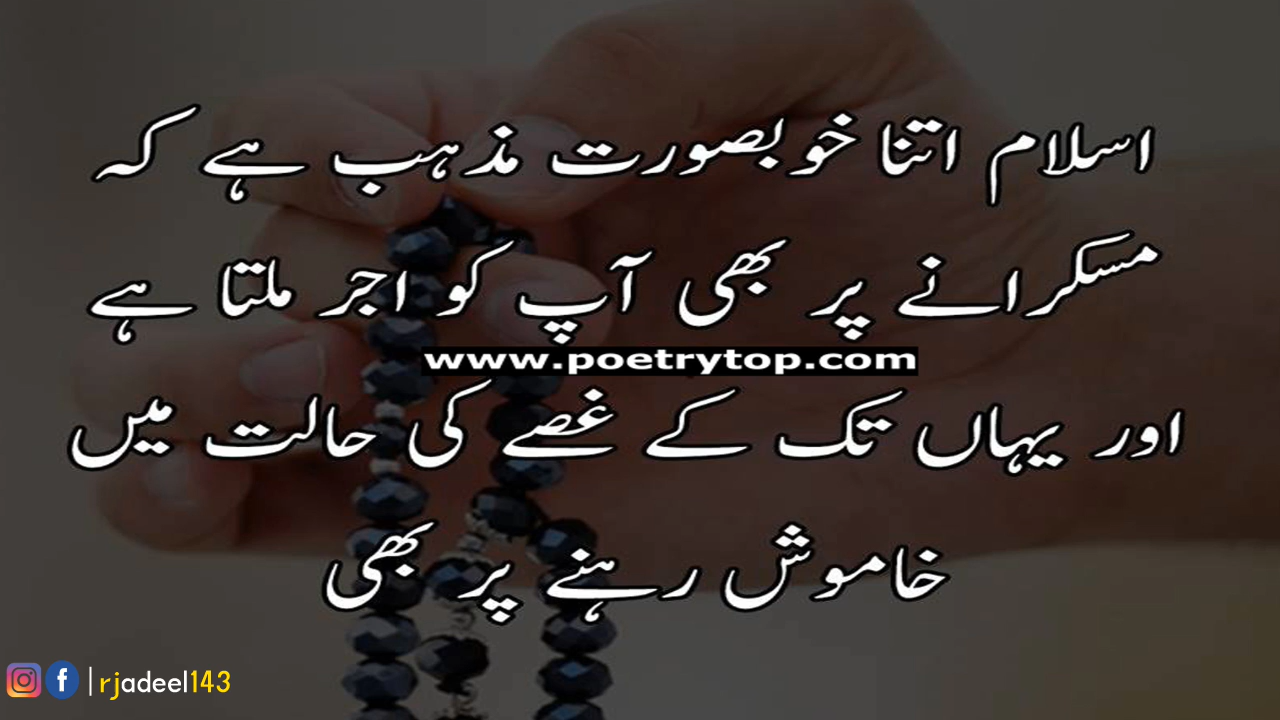 اسلام اتنا خوبصورت مذہب ہے کہ
مسکرانے پر بھی آپ کو اجر ملتا ہے
www.poetrytop.com
اور یہاں تک کے غصے کی حالت میں
خاموش رہنے پر بھی
|rjadeel143